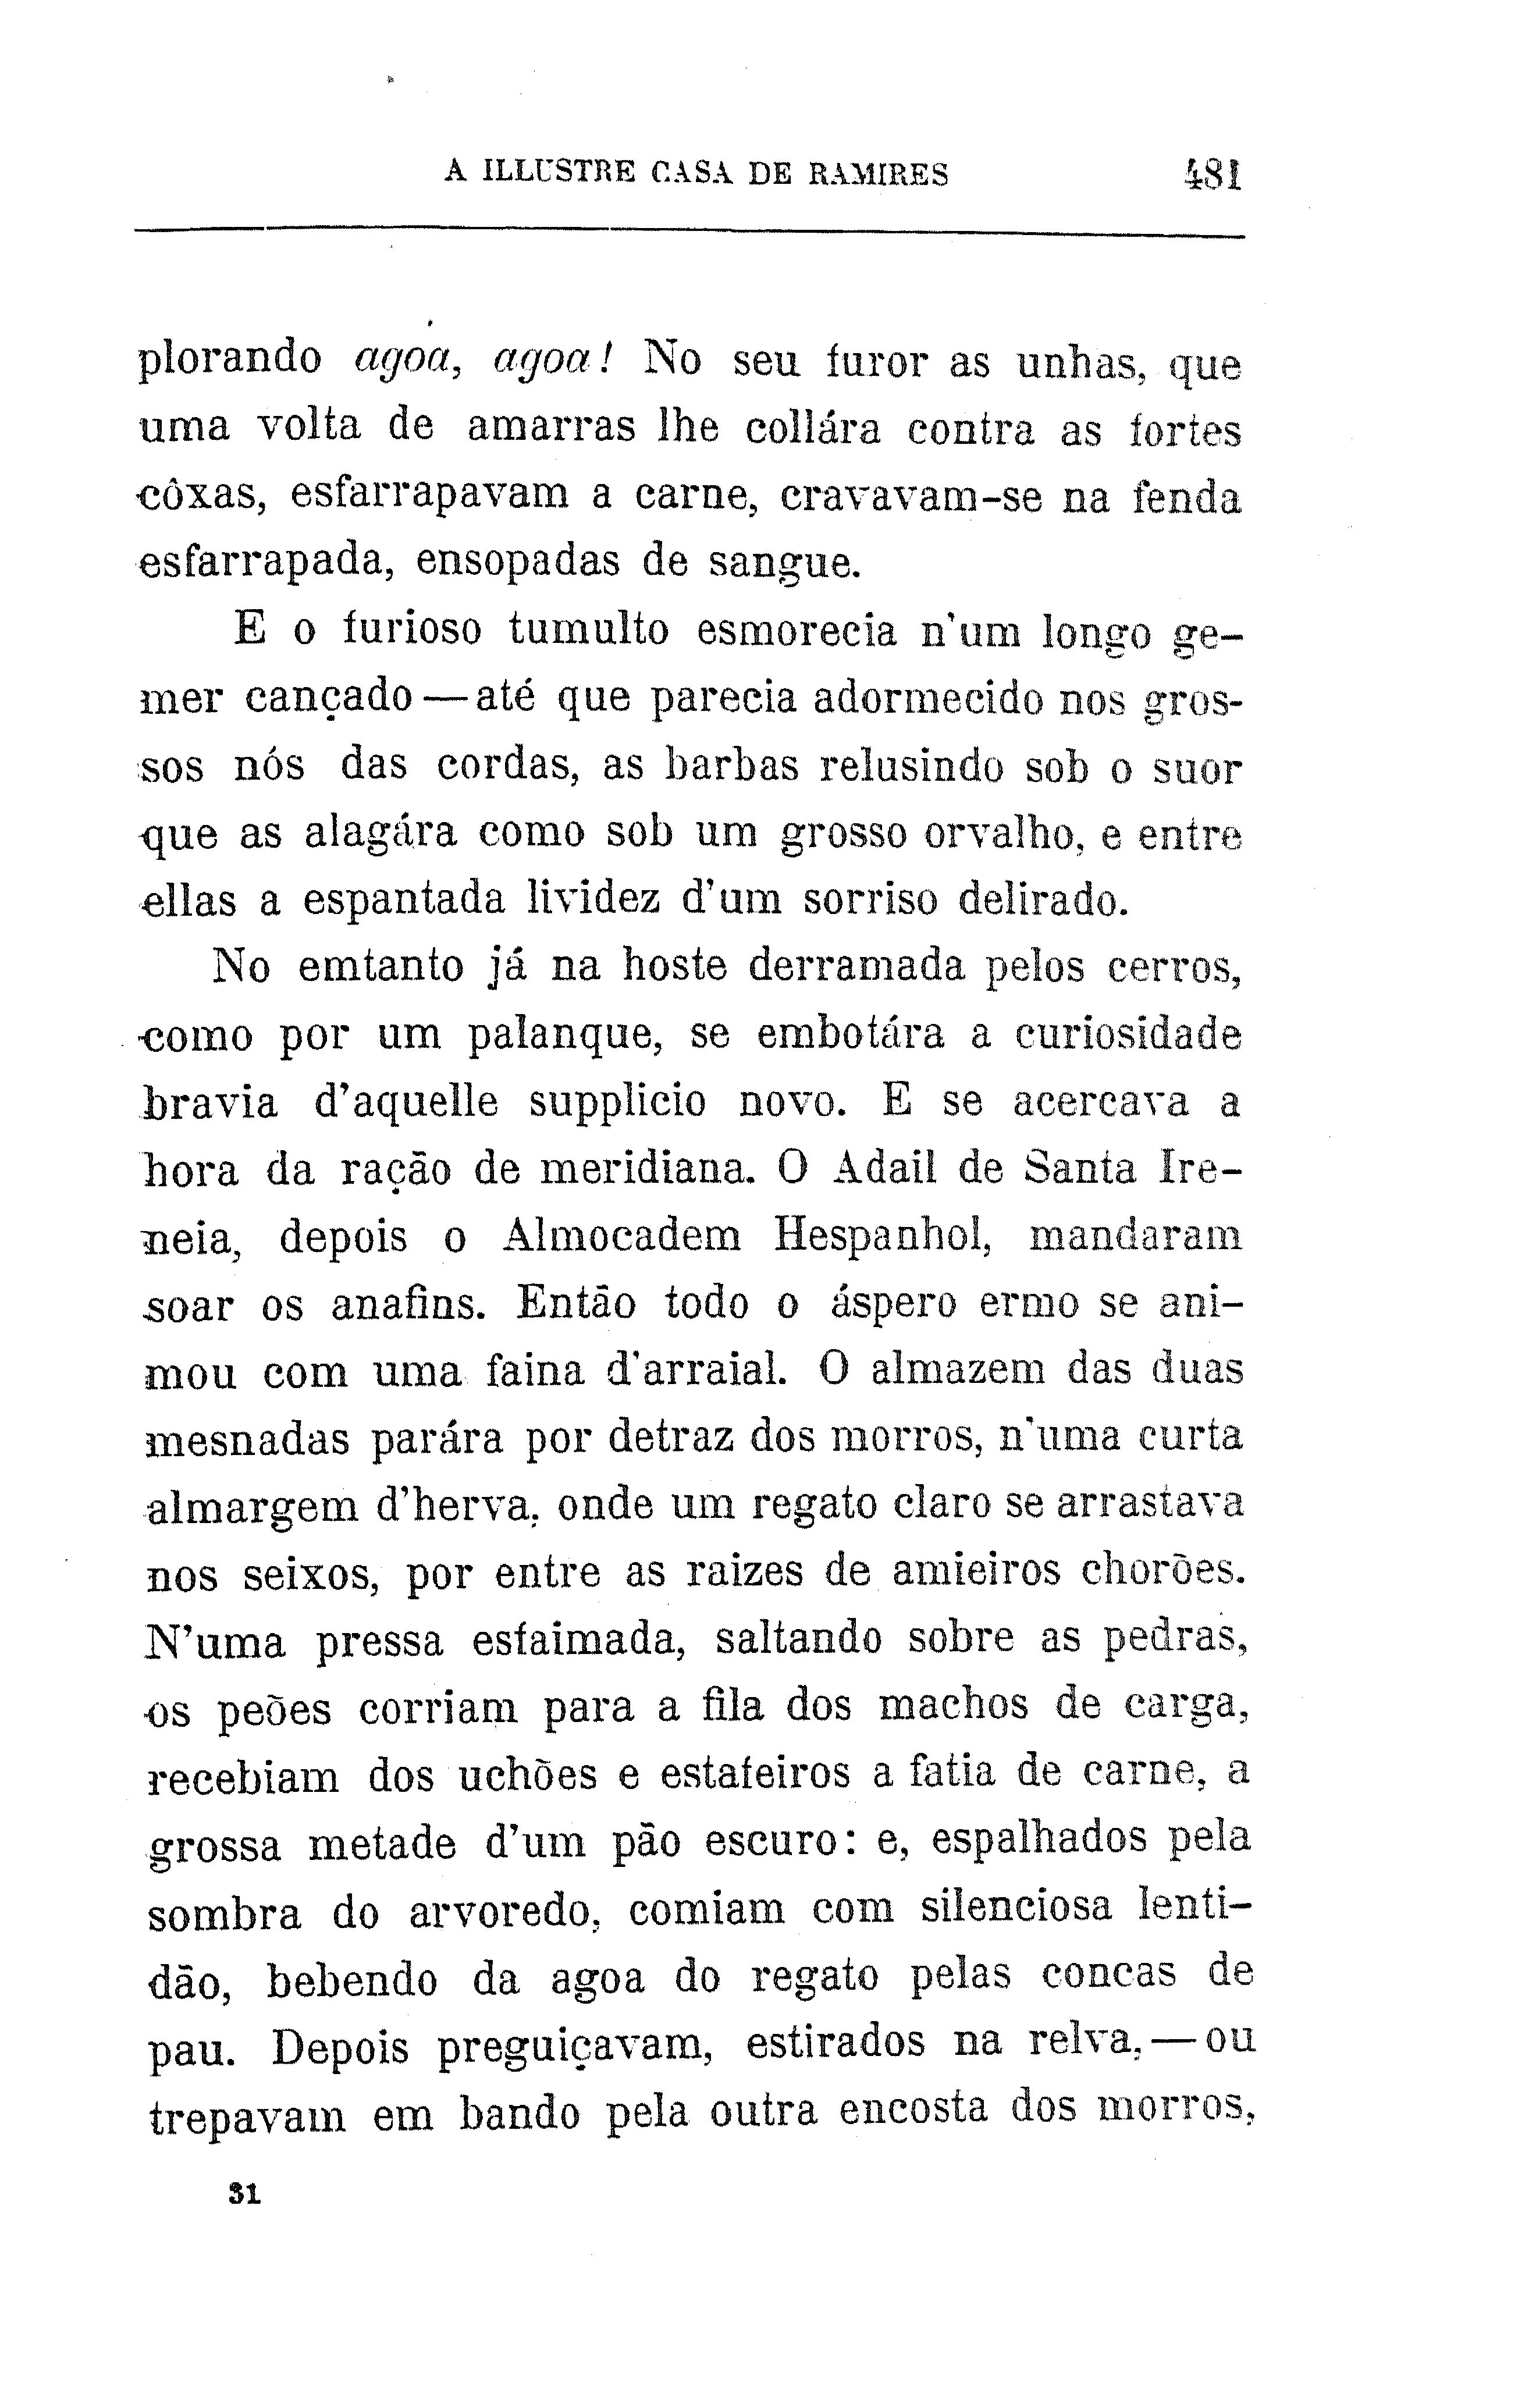 A ILLUSTRE CASA DE RAMIRES 481
plorando agoa, agoa! No seu furor as unhas, que
uma volta de amarras lhe collára contra as fortes
côxas, esfarrapavam a carne, cravavam-se na fenda
esfarrapada, ensopadas de sangue.
E o furioso tumulto esmorecia n'um longo ge-
mer cançado—até que parecia adormecido nos gros-
sos nós das cordas, as barbas relusindo sob o suor
que as alagára como sob um grosso orvalho, e entre
ellas a espantada lividez d'um sorriso delirado.
No emtanto já na hoste derramada pelos cerros,
como por um palanque, se embotára a curiosidade
bravia d'aquelle supplicio novo. E se acercava a
hora da ração de meridiana. O Adail de Santa Ire-
neia, depois o Almocadem Hespanhol, mandaram
soar os anafins. Então todo o áspero ermo se ani-
mou com uma faina d'arraial. O almazem das duas
mesnadas parára por detraz dos morros, n'uma curta
almargem d'herva, onde um regato claro se arrastava
nos seixos, por entre as raizes de amieiros chorões.
N'uma pressa esfaimada, saltando sobre as pedras,
os peões corriam para a fila dos machos de carga,
recebiam dos uchões e estafeiros a fatia de carne, a
grossa metade d'um pão escuro: e, espalhados pela
sombra do arvoredo, comiam com silenciosa lenti-
dão, bebendo da agoa do regato pelas concas de
pau. Depois preguiçavam, estirados na relva,—ou
trepavam em bando pela outra encosta dos morros,
31